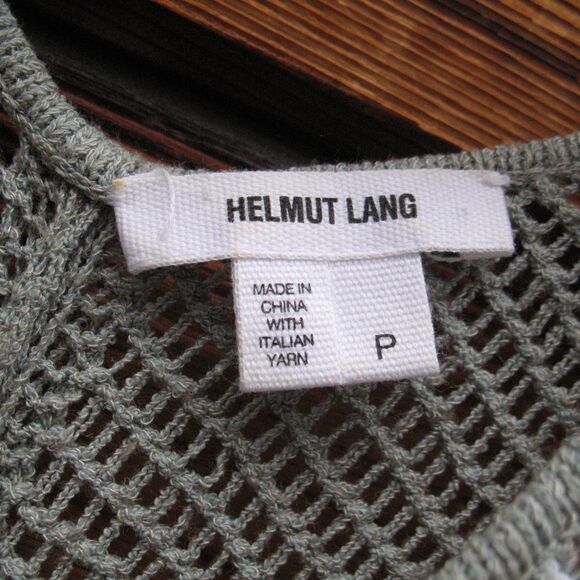 HELMUT LANG
MADE IN
CHINA
WITH
ITALIAN
YARN
P